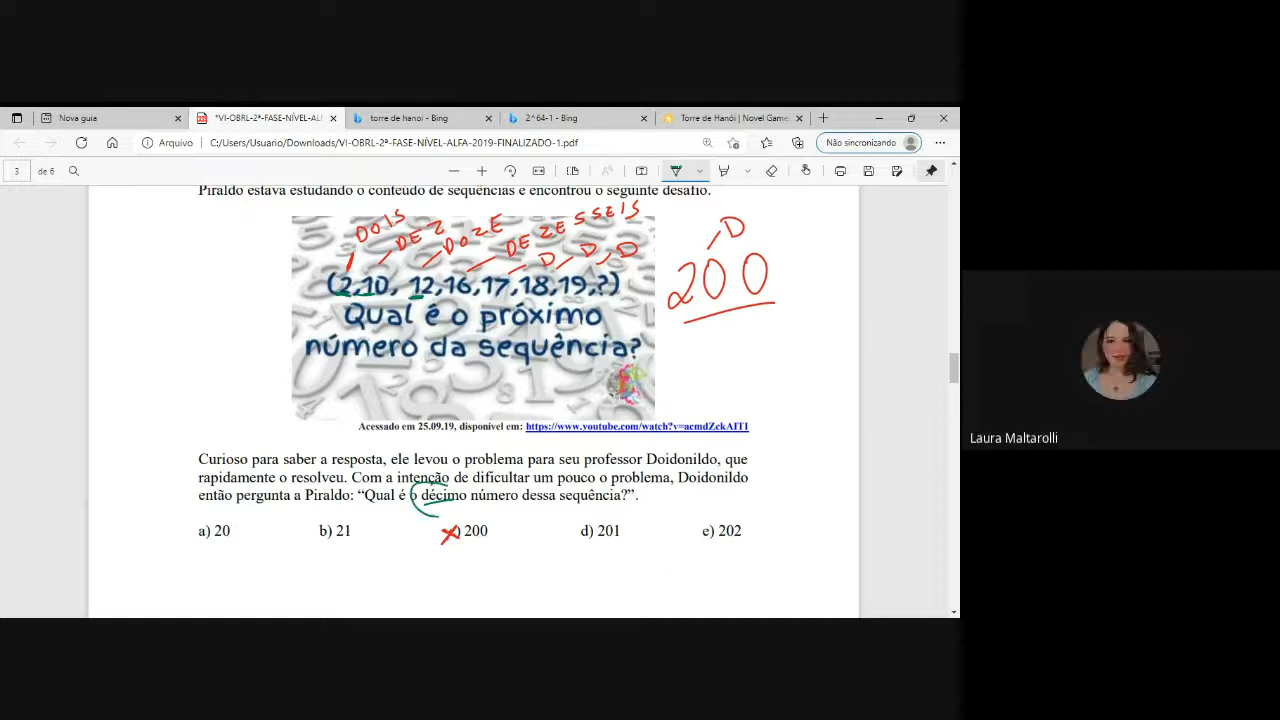 Nova guia
*VI-OBRL-2ª-FASE-NÍVEL-AL
torre de hanoi - Bing
2^64-1 - Bing
Torre de Hanói | Novel Game
Arquivo
C:/Users/Usuario/Downloads/VI-OBRL-2ª-FASE-NÍVEL-ALFA-2019-FINALIZADO-1.pdf
Não sincronizando
3
de 6
Piraldo estava estudando o conteúdo de sequências e encontrou o seguinte desafio.
DOIS
DEZ
DOZE
DEZESSEIS
D D D
D
200
(2,10, 12,16,17,18,19,?)
Qual é o próximo
número da sequência?
Acessado em 25.09.19, disponível em: https://www.youtube.com/watch?v=acmdZckAITI
Curioso para saber a resposta, ele levou o problema para seu professor Doidonildo, que
rapidamente o resolveu. Com a intenção de dificultar um pouco o problema, Doidonildo
então pergunta a Piraldo: “Qual é o décimo número dessa sequência?”.
a) 20 b) 21 ) 200 d) 201 e) 202
Laura Maltarolli